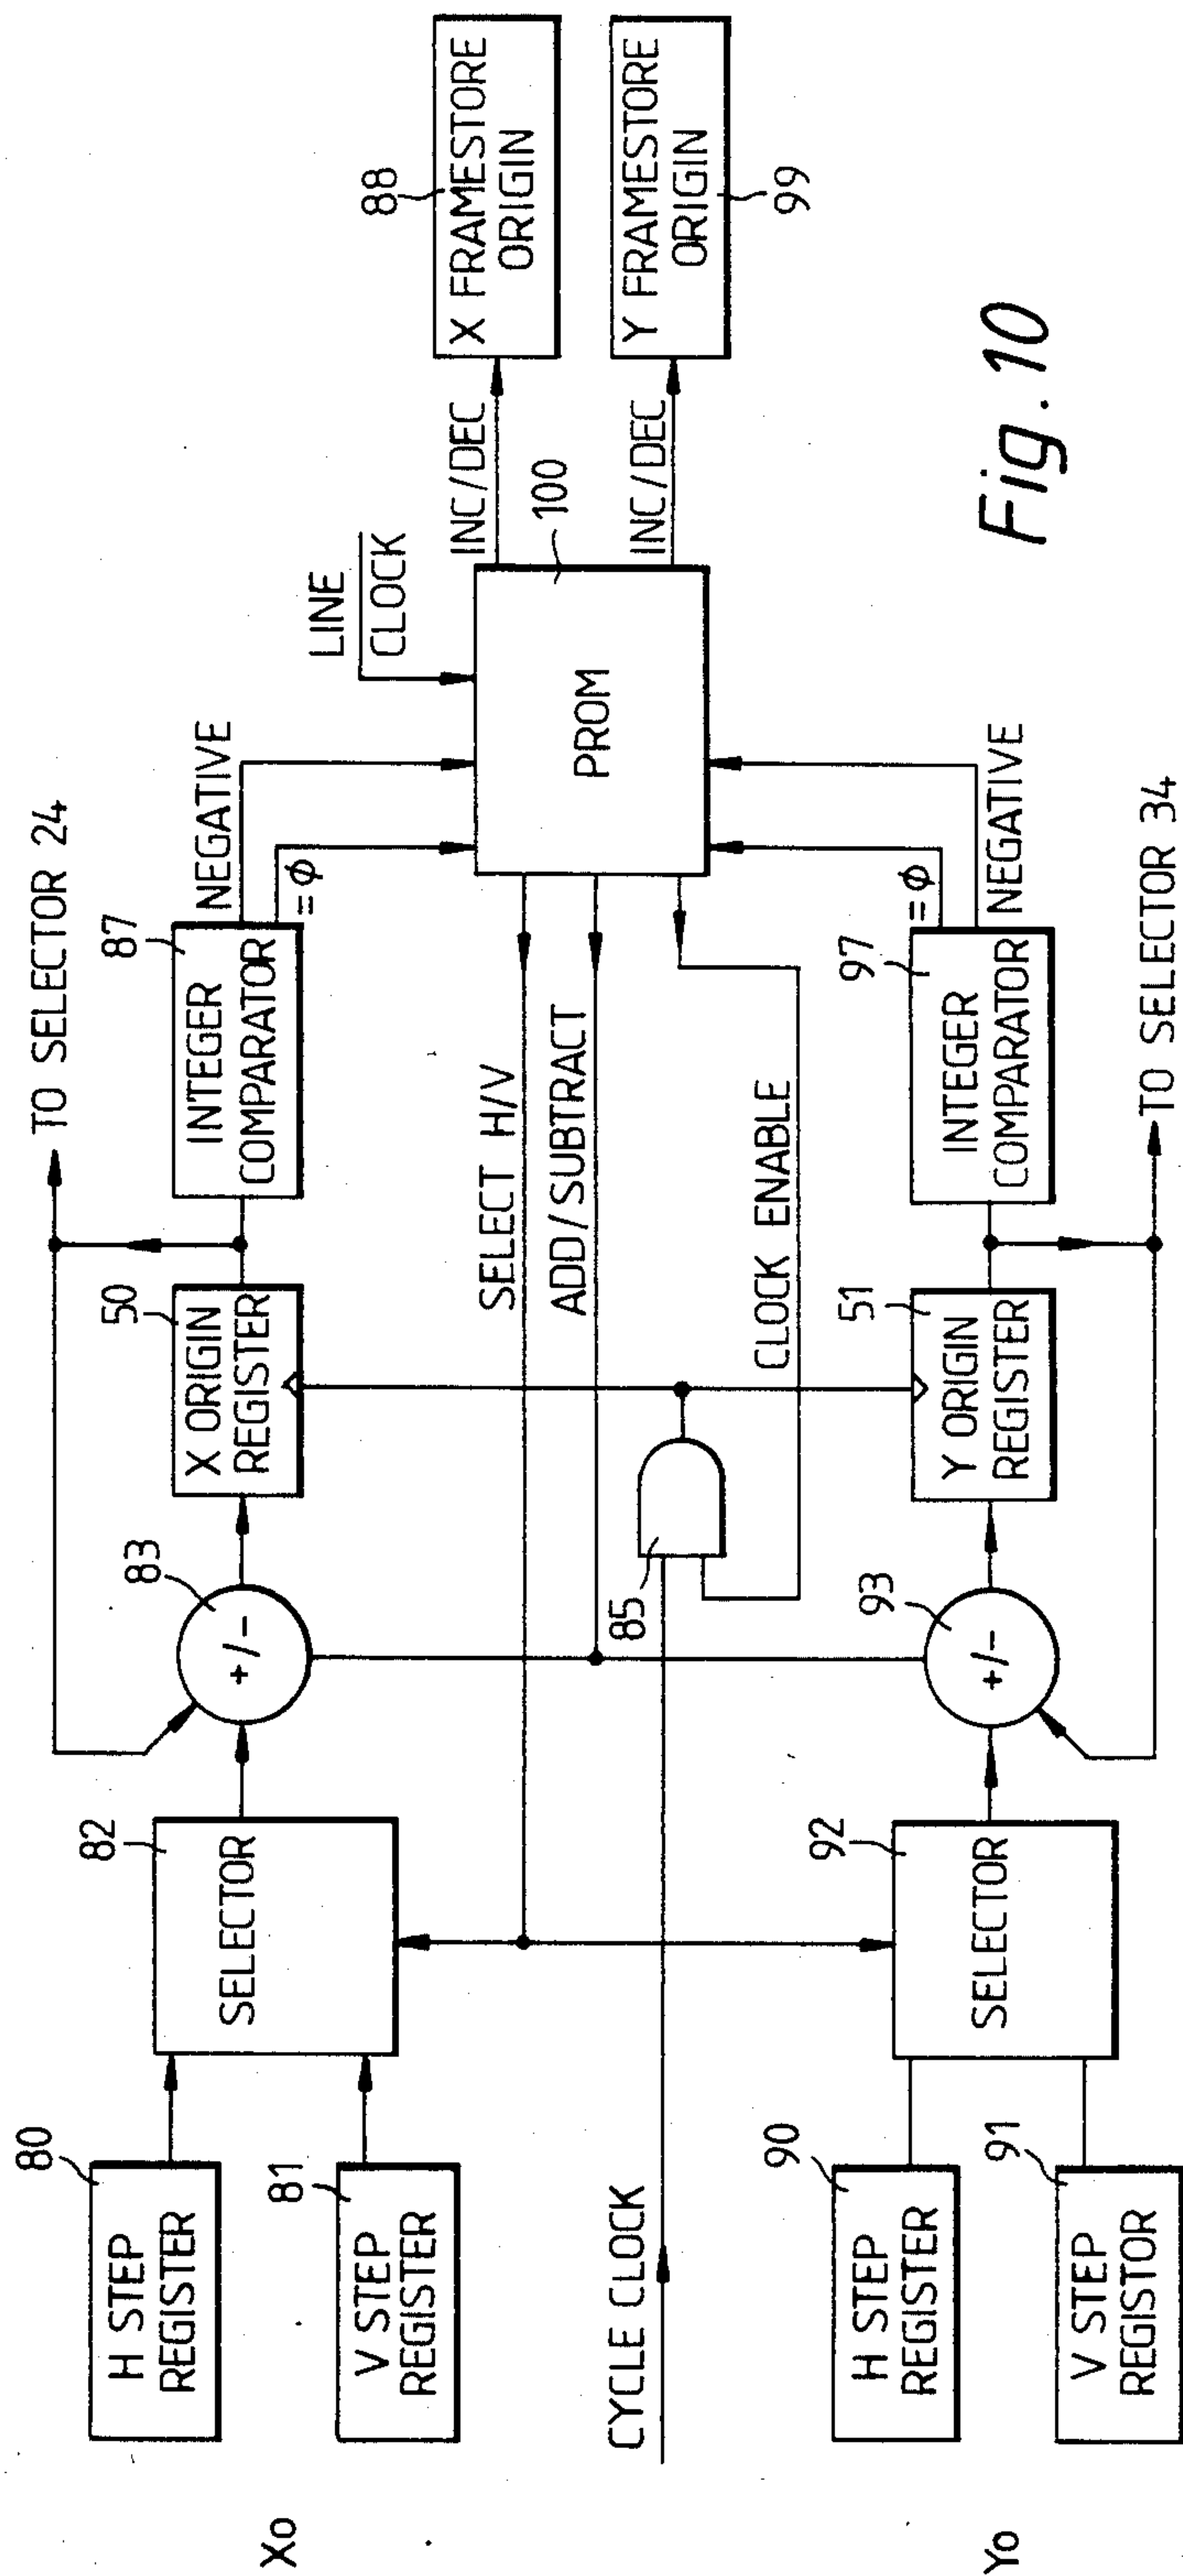 Xo
H STEP
REGISTER
80
V STEP
REGISTER
81
SELECTOR
82
+/-
83
X ORIGIN
REGISTER
50
TO SELECTOR 24
INTEGER
COMPARATOR
87
NEGATIVE
=ϕ
LINE
CLOCK
PROM
100
INC/DEC
X FRAMESTORE
ORIGIN
88
INC/DEC
Y FRAMESTORE
ORIGIN
99
SELECT H/V
ADD/SUBTRACT
CLOCK ENABLE
CYCLE CLOCK
85
Yo
H STEP
REGISTER
90
V STEP
REGISTOR
91
SELECTOR
92
+/-
93
Y ORIGIN
REGISTER
51
INTEGER
COMPARATOR
97
=ϕ
NEGATIVE
TO SELECTOR 34
Fig. 10